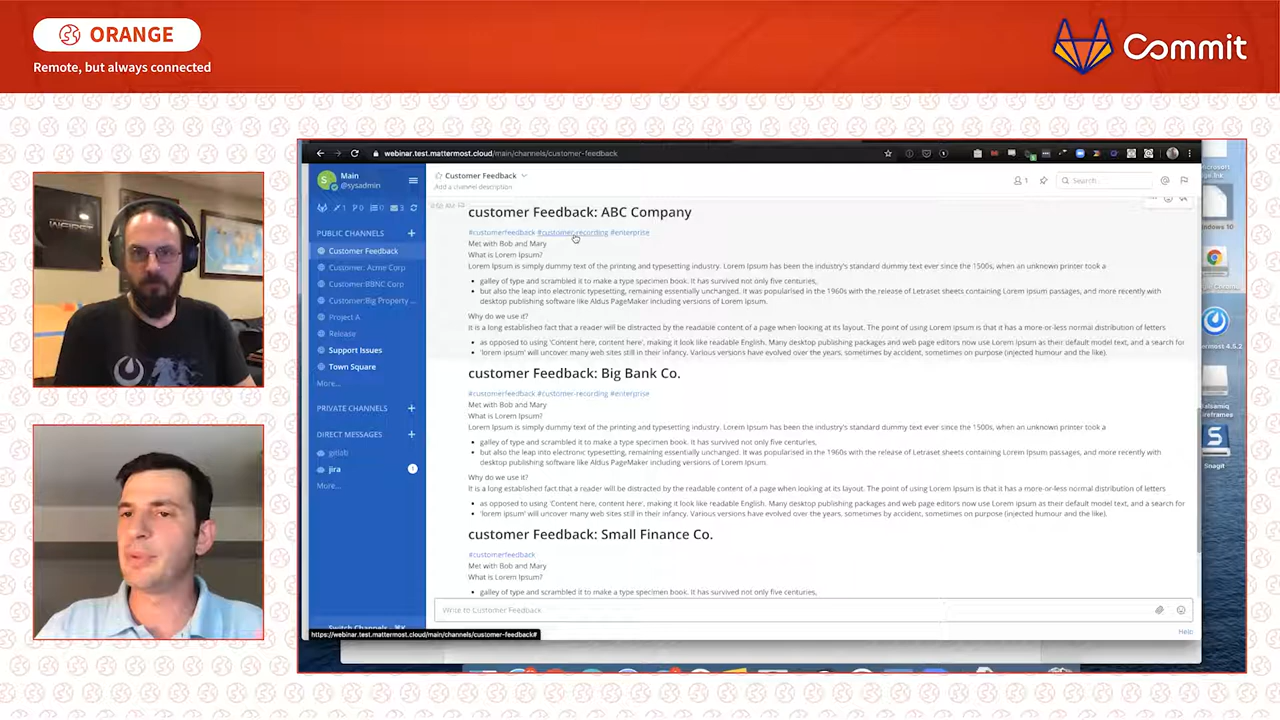 ORANGE
Remote, but always connected
Commit
webinar.test.mattermost.cloud/main/channels/customer-feedback
Main
@sysadmin
PUBLIC CHANNELS
Customer Feedback
Customer: Acme Corp
Customer:BBNC Corp
Customer:Big Property ...
Project A
Release
Support Issues
Town Square
More...
PRIVATE CHANNELS
DIRECT MESSAGES
gitlab
jira
1
More...
Customer Feedback
Add a channel description
1
Search...
customer Feedback: ABC Company
#customerfeedback #customer-recording #enterprise
Met with Bob and Mary
What is Lorem Ipsum?
Lorem Ipsum is simply dummy text of the printing and typesetting industry. Lorem Ipsum has been the industry's standard dummy text ever since the 1500s, when an unknown printer took a
• galley of type and scrambled it to make a type specimen book. It has survived not only five centuries,
• but also the leap into electronic typesetting, remaining essentially unchanged. It was popularised in the 1960s with the release of Letraset sheets containing Lorem Ipsum passages, and more recently with
desktop publishing software like Aldus PageMaker including versions of Lorem Ipsum.
Why do we use it?
It is a long established fact that a reader will be distracted by the readable content of a page when looking at its layout. The point of using Lorem Ipsum is that it has a more-or-less normal distribution of letters
• as opposed to using 'Content here, content here', making it look like readable English. Many desktop publishing packages and web page editors now use Lorem Ipsum as their default model text, and a search for
• 'lorem ipsum' will uncover many web sites still in their infancy. Various versions have evolved over the years, sometimes by accident, sometimes on purpose (injected humour and the like).
customer Feedback: Big Bank Co.
#customerfeedback #customer-recording #enterprise
Met with Bob and Mary
What is Lorem Ipsum?
Lorem Ipsum is simply dummy text of the printing and typesetting industry. Lorem Ipsum has been the industry's standard dummy text ever since the 1500s, when an unknown printer took a
• galley of type and scrambled it to make a type specimen book. It has survived not only five centuries,
• but also the leap into electronic typesetting, remaining essentially unchanged. It was popularised in the 1960s with the release of Letraset sheets containing Lorem Ipsum passages, and more recently with
desktop publishing software like Aldus PageMaker including versions of Lorem Ipsum.
Why do we use it?
It is a long established fact that a reader will be distracted by the readable content of a page when looking at its layout. The point of using Lorem Ipsum is that it has a more-or-less normal distribution of letters
• as opposed to using 'Content here, content here', making it look like readable English. Many desktop publishing packages and web page editors now use Lorem Ipsum as their default model text, and a search for
• 'lorem ipsum' will uncover many web sites still in their infancy. Various versions have evolved over the years, sometimes by accident, sometimes on purpose (injected humour and the like).
customer Feedback: Small Finance Co.
#customerfeedback
Met with Bob and Mary
What is Lorem Ipsum?
• galley of type and scrambled it to make a type specimen book. It has survived not only five centuries,
Write to Customer Feedback
Help
https://webinar.test.mattermost.cloud/main/channels/customer-feedback#
Snagit